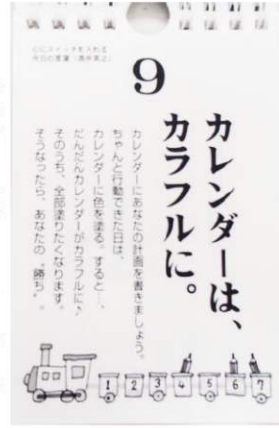 心にスイッチを入れる
今日の言葉(酒井英之)
9
カレンダーは、
カラフルに。
カレンダーにあなたの計画を書きましょう。
ちゃんと行動できた日は、
カレンダーに色を塗る。すると…、
だんだんカレンダーがカラフルに♪
そのうち、全部塗りたくなります。
そうなったら、あなたの〝勝ち〟。
1 2 3 4 5 6 7